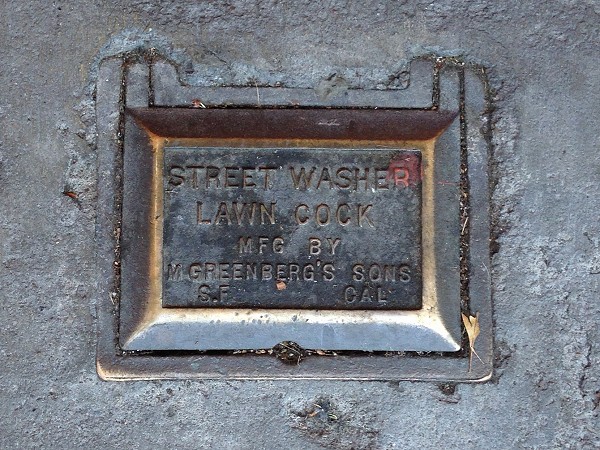 STREET WASHER
LAWN COCK
MFG BY
M.GREENBERG'S SONS
S.F. CAL